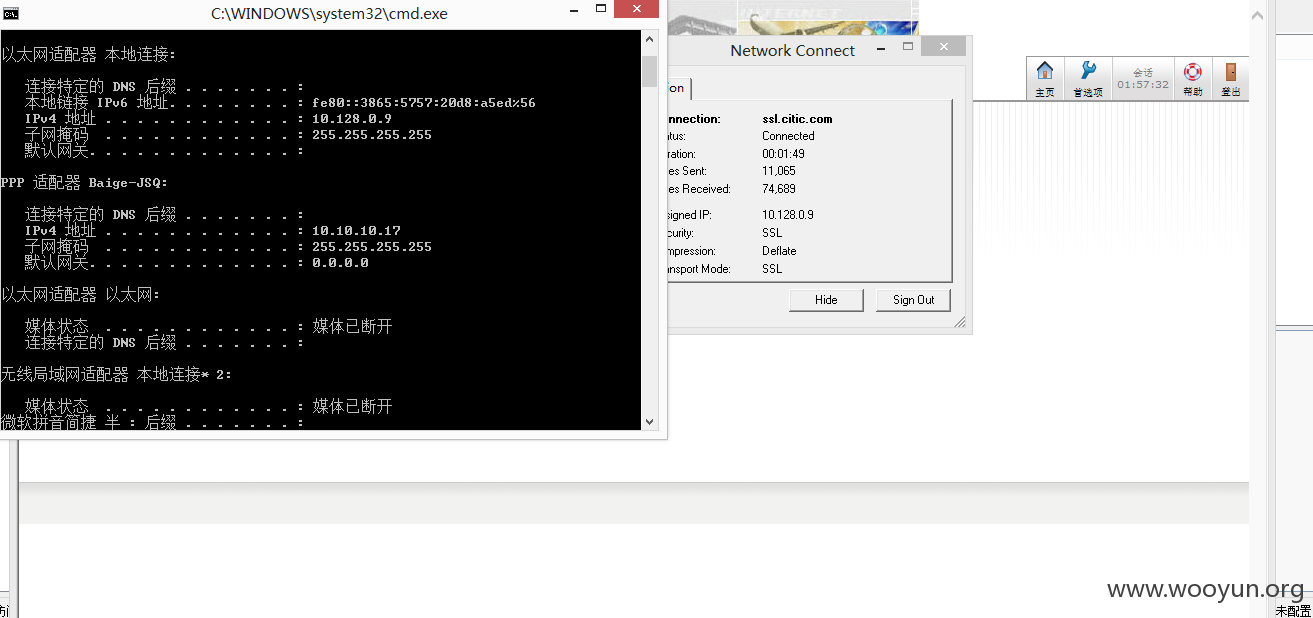 C:\WINDOWS\system32\cmd.exe
以太网适配器 本地连接:
连接特定的 DNS 后缀 . . . . . . . :
本地链接 IPv6 地址. . . . . . . . : fe80::3865:5757:20d8:a5ed%56
IPv4 地址 . . . . . . . . . . . . : 10.128.0.9
子网掩码 . . . . . . . . . . . . : 255.255.255.255
默认网关. . . . . . . . . . . . . :
PPP 适配器 Baige-JSQ:
连接特定的 DNS 后缀 . . . . . . . :
IPv4 地址 . . . . . . . . . . . . : 10.10.10.17
子网掩码 . . . . . . . . . . . . : 255.255.255.255
默认网关. . . . . . . . . . . . . : 0.0.0.0
以太网适配器 以太网:
媒体状态 . . . . . . . . . . . . : 媒体已断开
连接特定的 DNS 后缀 . . . . . . . :
无线局域网适配器 本地连接* 2:
媒体状态 . . . . . . . . . . . . : 媒体已断开
微软拼音简捷 半 : 后缀 . . . . . . . :
INTERNET
Network Connect
on
nnection: ssl.citic.com
tus: Connected
ration: 00:01:49
es Sent: 11,065
es Received: 74,689
signed IP: 10.128.0.9
curity: SSL
mpression: Deflate
ansport Mode: SSL
Hide Sign Out
主页 首选项 会话 01:57:32 帮助 登出
www.wooyun.org
未配置